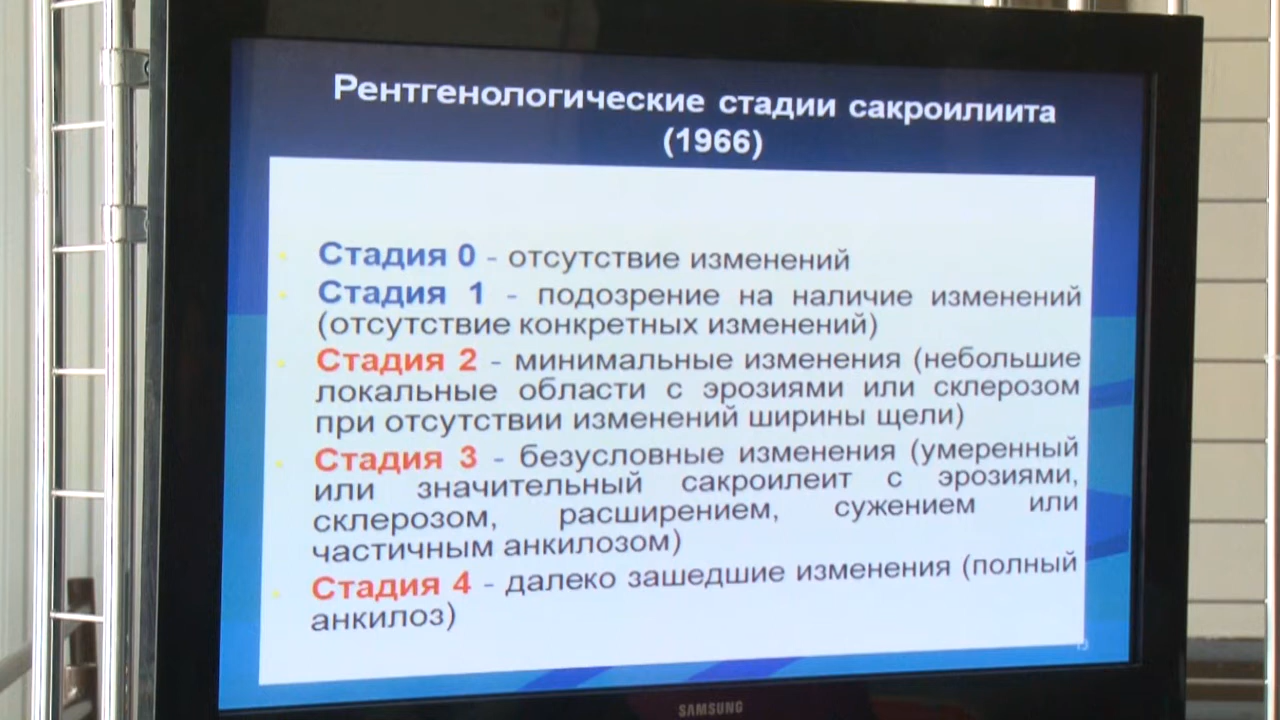 Рентгенологические стадии сакроилиита
(1966)
Стадия 0 - отсутствие изменений
Стадия 1 - подозрение на наличие изменений
(отсутствие конкретных изменений)
Стадия 2 - минимальные изменения (небольшие
локальные области с эрозиями или склерозом
при отсутствии изменений ширины щели)
Стадия 3 - безусловные изменения (умеренный
или значительный сакроилеит с эрозиями,
склерозом, расширением, сужением или
частичным анкилозом)
Стадия 4 - далеко зашедшие изменения (полный
анкилоз)
13
SAMSUNG